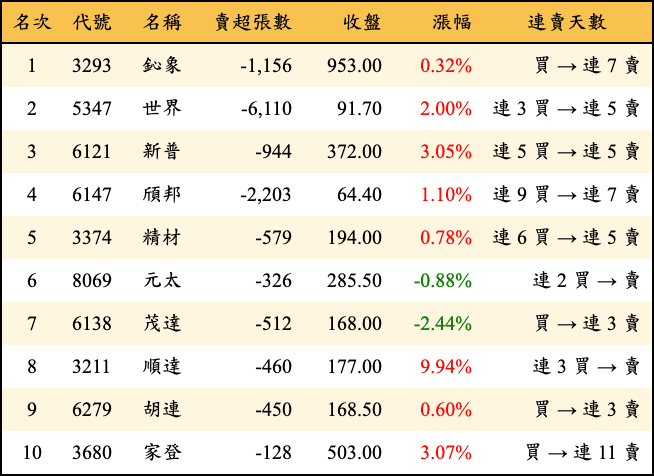 名次 代號 名稱 賣超張數 收盤 漲幅 連賣天數
1 3293 鈊象 -1,156 953.00 0.32% 買 → 連 7 賣
2 5347 世界 -6,110 91.70 2.00% 連 3 買 → 連 5 賣
3 6121 新普 -944 372.00 3.05% 連 5 買 → 連 5 賣
4 6147 頎邦 -2,203 64.40 1.10% 連 9 買 → 連 7 賣
5 3374 精材 -579 194.00 0.78% 連 6 買 → 連 5 賣
6 8069 元太 -326 285.50 -0.88% 連 2 買 → 賣
7 6138 茂達 -512 168.00 -2.44% 買 → 連 3 賣
8 3211 順達 -460 177.00 9.94% 連 3 買 → 賣
9 6279 胡連 -450 168.50 0.60% 買 → 連 3 賣
10 3680 家登 -128 503.00 3.07% 買 → 連 11 賣